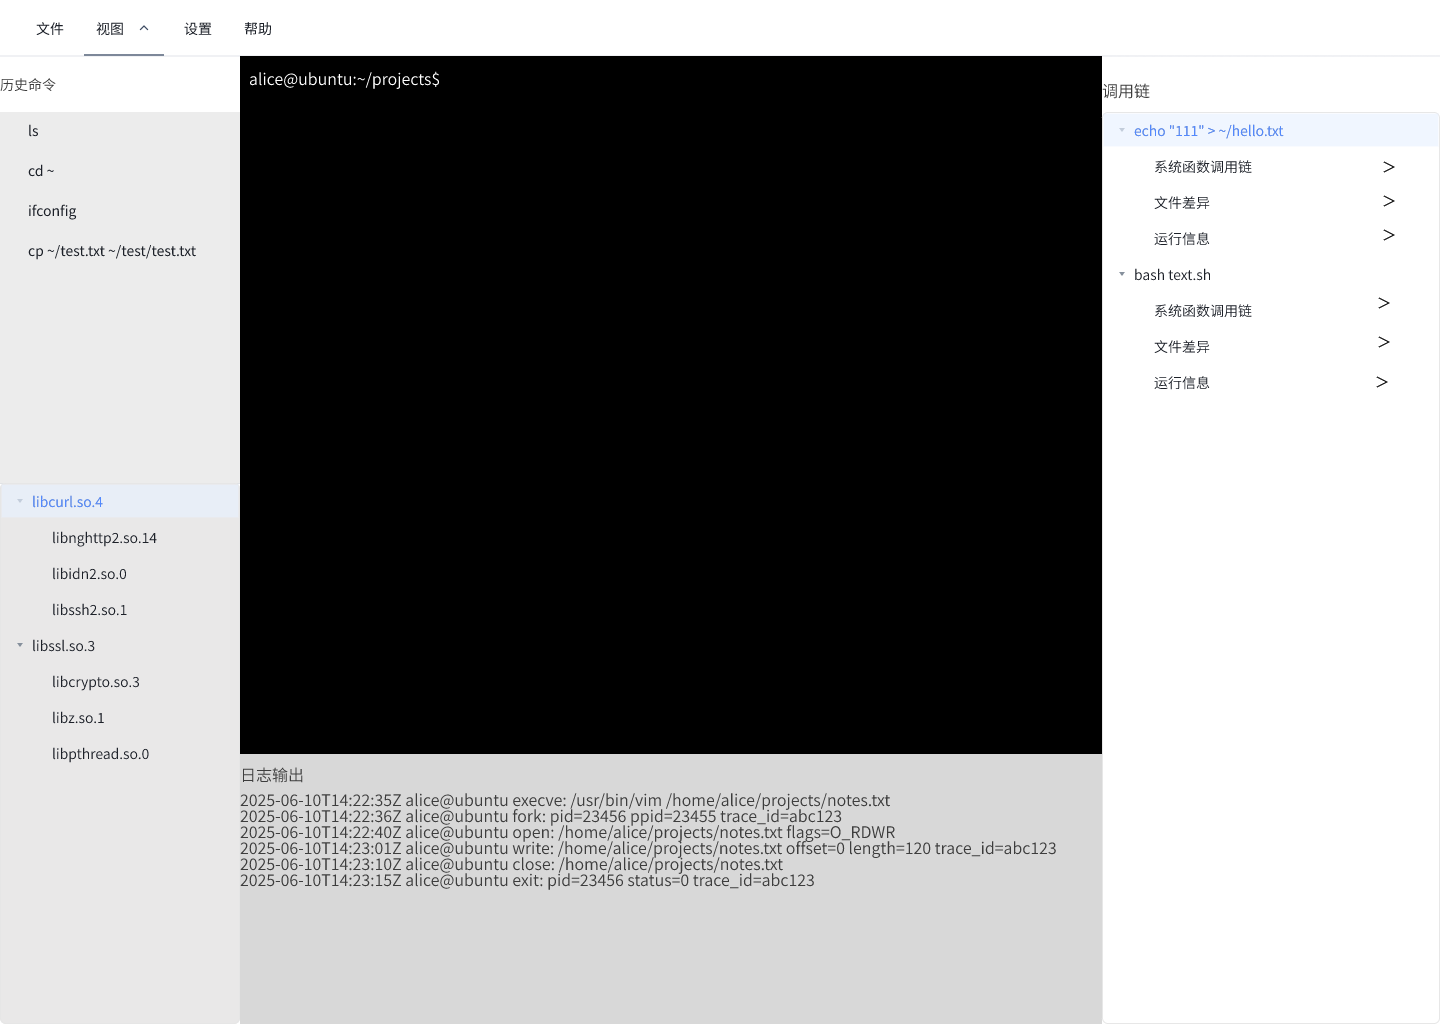 文件 视图 设置 帮助
历史命令
ls
cd ~
ifconfig
cp ~/test.txt ~/test/test.txt
libcurl.so.4
libnghttp2.so.14
libidn2.so.0
libssh2.so.1
libssl.so.3
libcrypto.so.3
libz.so.1
libpthread.so.0
alice@ubuntu:~/projects$
日志输出
2025-06-10T14:22:35Z alice@ubuntu execve: /usr/bin/vim /home/alice/projects/notes.txt
2025-06-10T14:22:36Z alice@ubuntu fork: pid=23456 ppid=23455 trace_id=abc123
2025-06-10T14:22:40Z alice@ubuntu open: /home/alice/projects/notes.txt flags=O_RDWR
2025-06-10T14:23:01Z alice@ubuntu write: /home/alice/projects/notes.txt offset=0 length=120 trace_id=abc123
2025-06-10T14:23:10Z alice@ubuntu close: /home/alice/projects/notes.txt
2025-06-10T14:23:15Z alice@ubuntu exit: pid=23456 status=0 trace_id=abc123
调用链
echo "111" > ~/hello.txt
系统函数调用链 >
文件差异 >
运行信息 >
bash text.sh
系统函数调用链 >
文件差异 >
运行信息 >